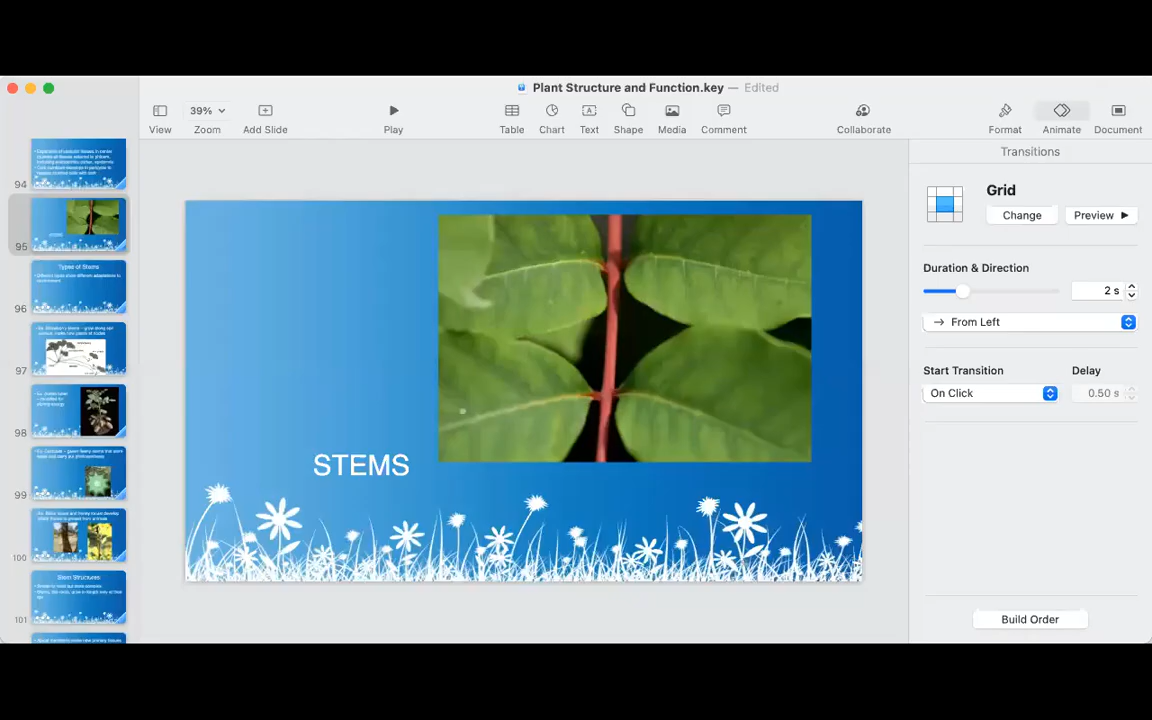 Plant Structure and Function.key — Edited
View
39%
Zoom
Add Slide
Play
Table
Chart
Text
Shape
Media
Comment
Collaborate
Format
Animate
Document
Transitions
94
95
Types of Stems
96
97
98
99
100
Stem Structures
101
STEMS
Grid
Change
Preview
Duration & Direction
2 s
From Left
Start Transition
Delay
On Click
0.50 s
Build Order